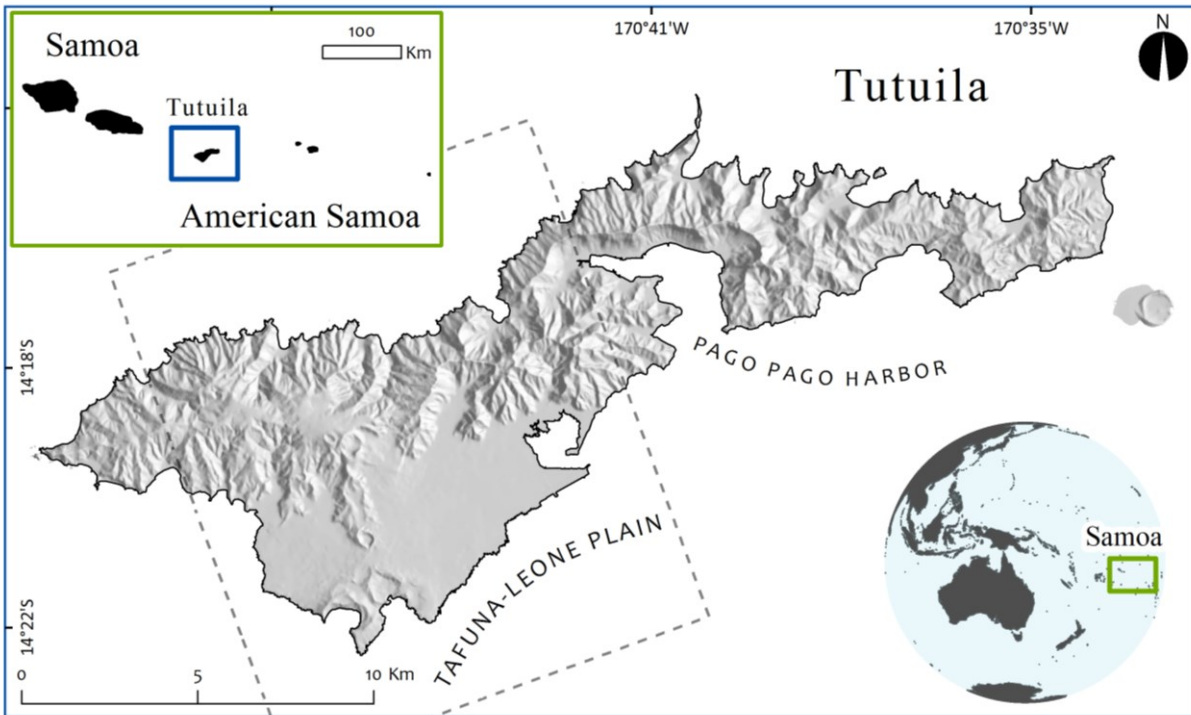 170°41'W
170°35'W
N
Samoa
100
Km
Tutuila
American Samoa
Tutuila
14°18'S
PAGO PAGO HARBOR
TAFUNA-LEONE PLAIN
Samoa
14°22'S
0
5
10 Km